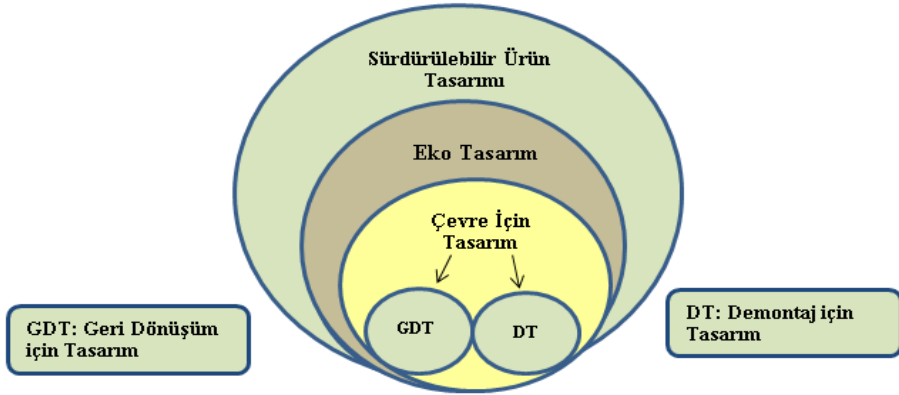 Sürdürülebilir Ürün
Tasarımı
Eko Tasarım
Çevre İçin
Tasarım
GDT
DT
GDT: Geri Dönüşüm
için Tasarım
DT: Demontaj için
Tasarım